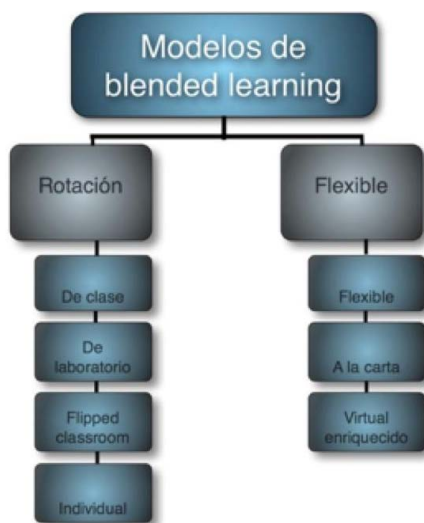 Modelos de
blended learning
Rotación
Flexible
De clase
De
laboratorio
Flipped
classroom
Individual
Flexible
A la carta
Virtual
enriquecido